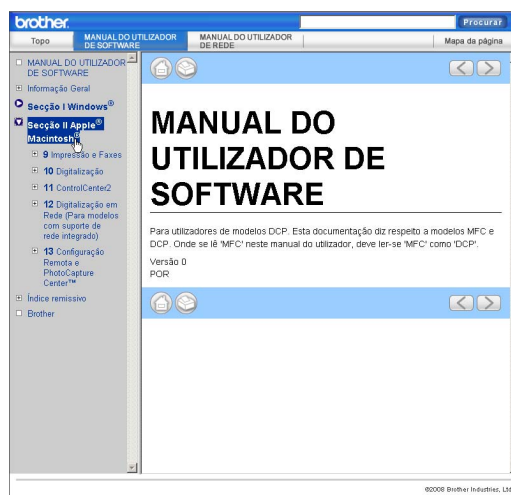 brother.
Procurar
Topo
MANUAL DO UTILIZADOR
DE SOFTWARE
MANUAL DO UTILIZADOR
DE REDE
Mapa da página
MANUAL DO UTILIZADOR
DE SOFTWARE
Informação Geral
Secção I Windows®
Secção II Apple®
Macintosh®
9 Impressão e Faxes
10 Digitalização
11 ControlCenter2
12 Digitalização em
Rede (Para modelos
com suporte de
rede integrado)
13 Configuração
Remota e
PhotoCapture
Center™
Índice remissivo
Brother
MANUAL DO
UTILIZADOR DE
SOFTWARE
Para utilizadores de modelos DCP. Esta documentação diz respeito a modelos MFC e
DCP. Onde se lê 'MFC' neste manual do utilizador, deve ler-se 'MFC' como 'DCP'.
Versão 0
POR
©2008 Brother Industries, Ltd